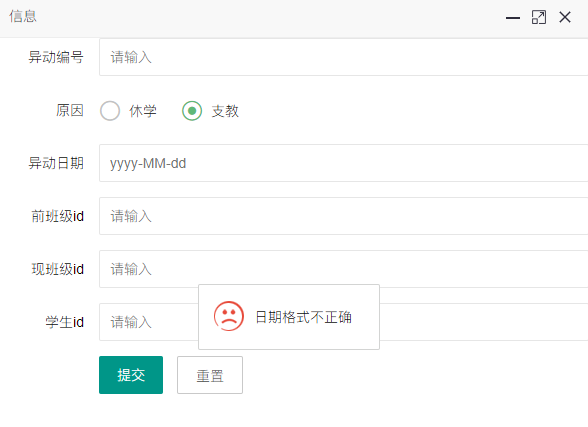 信息
异动编号 请输入
原因 休学 支教
异动日期 yyyy-MM-dd
前班级id 请输入
现班级id 请输入
学生id 请输入
日期格式不正确
提交 重置